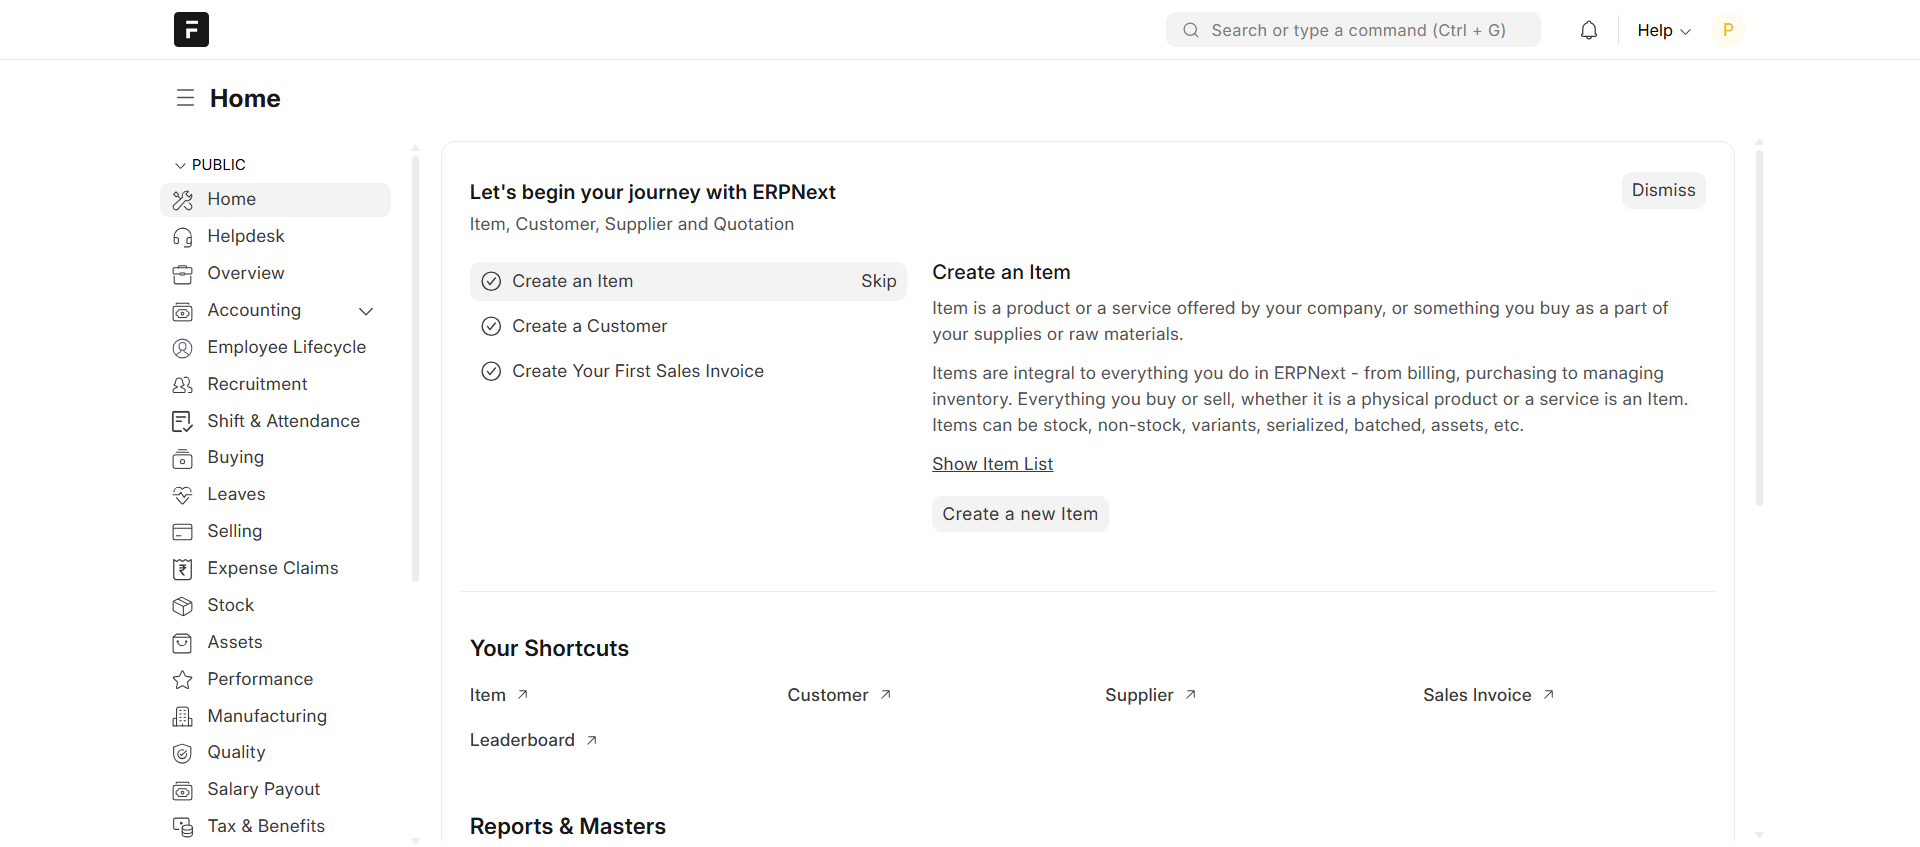 F
Search or type a command (Ctrl + G)
Help
P
Home
PUBLIC
Home
Helpdesk
Overview
Accounting
Employee Lifecycle
Recruitment
Shift & Attendance
Buying
Leaves
Selling
Expense Claims
Stock
Assets
Performance
Manufacturing
Quality
Salary Payout
Tax & Benefits
Let's begin your journey with ERPNext
Dismiss
Item, Customer, Supplier and Quotation
Create an Item Skip
Create a Customer
Create Your First Sales Invoice
Create an Item
Item is a product or a service offered by your company, or something you buy as a part of
your supplies or raw materials.
Items are integral to everything you do in ERPNext - from billing, purchasing to managing
inventory. Everything you buy or sell, whether it is a physical product or a service is an Item.
Items can be stock, non-stock, variants, serialized, batched, assets, etc.
Show Item List
Create a new Item
Your Shortcuts
Item Customer Supplier Sales Invoice
Leaderboard
Reports & Masters